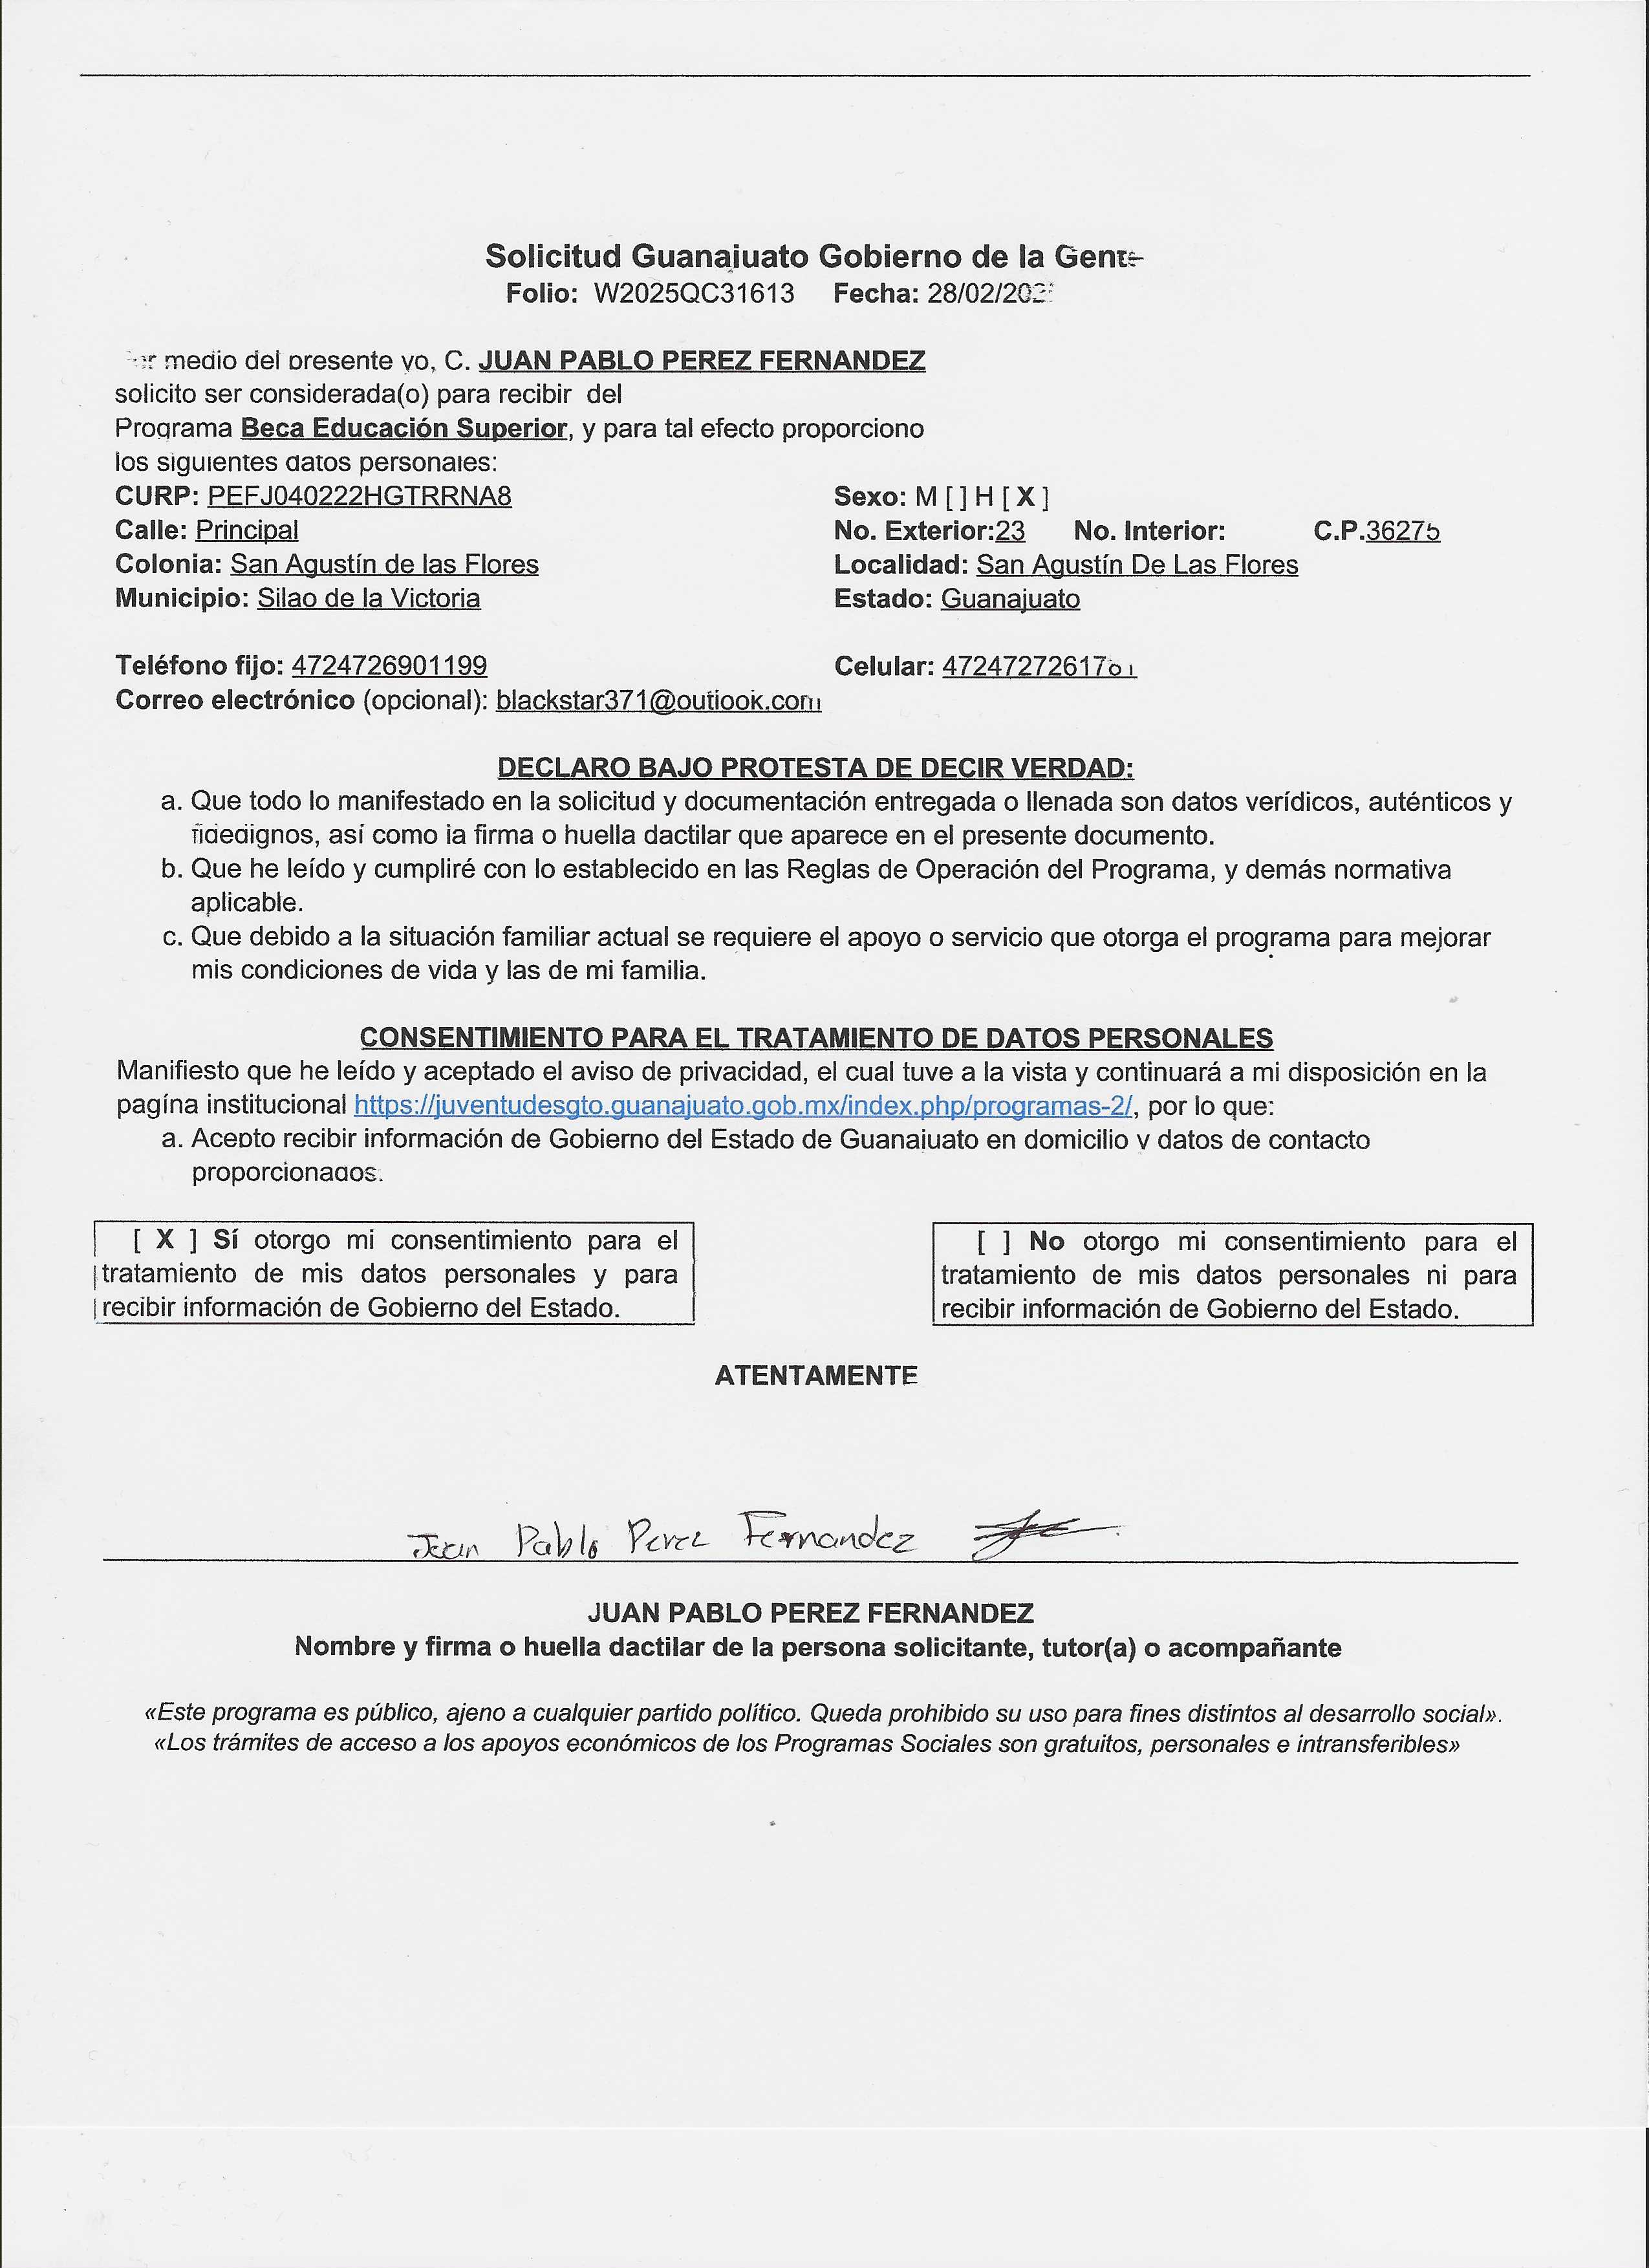 Solicitud Guanajuato Gobierno de la Gente
Folio: W2025QC31613 Fecha: 28/02/
medio del presente yo, C. JUAN PABLO PEREZ FERNANDEZ
solicito ser considerada(o) para recibir del
Programa Beca Educación Superior, y para tal efecto proporciono
los siguientes datos personales:
CURP: PEFJ040222HGTRRNA8 Sexo: M [ ] H [ X ]
Calle: Principal No. Exterior:23 No. Interior: C.P.36275
Colonia: San Agustín de las Flores Localidad: San Agustín De Las Flores
Municipio: Silao de la Victoria Estado: Guanajuato
Teléfono fijo: 4724726901199 Celular:
Correo electrónico (opcional): blackstar371@outlook.com
DECLARO BAJO PROTESTA DE DECIR VERDAD:
a. Que todo lo manifestado en la solicitud y documentación entregada o llenada son datos verídicos, auténticos y
fidedignos, así como la firma o huella dactilar que aparece en el presente documento.
b. Que he leído y cumpliré con lo establecido en las Reglas de Operación del Programa, y demás normativa
aplicable.
c. Que debido a la situación familiar actual se requiere el apoyo o servicio que otorga el programa para mejorar
mis condiciones de vida y las de mi familia.
CONSENTIMIENTO PARA EL TRATAMIENTO DE DATOS PERSONALES
Manifiesto que he leído y aceptado el aviso de privacidad, el cual tuve a la vista y continuará a mi disposición en la
pagína institucional https://juventudesgto.guanajuato.gob.mx/index.php/programas-2/, por lo que:
a. Acepto recibir información de Gobierno del Estado de Guanajuato en domicilio y datos de contacto
proporcionados.
[ X ] Sí otorgo mi consentimiento para el
tratamiento de mis datos personales y para
recibir información de Gobierno del Estado.
[ ] No otorgo mi consentimiento para el
tratamiento de mis datos personales ni para
recibir información de Gobierno del Estado.
ATENTAMENTE
Juan Pablo Perez Fernandez
JUAN PABLO PEREZ FERNANDEZ
Nombre y firma o huella dactilar de la persona solicitante, tutor(a) o acompañante
«Este programa es público, ajeno a cualquier partido político. Queda prohibido su uso para fines distintos al desarrollo social».
«Los trámites de acceso a los apoyos económicos de los Programas Sociales son gratuitos, personales e intransferibles»